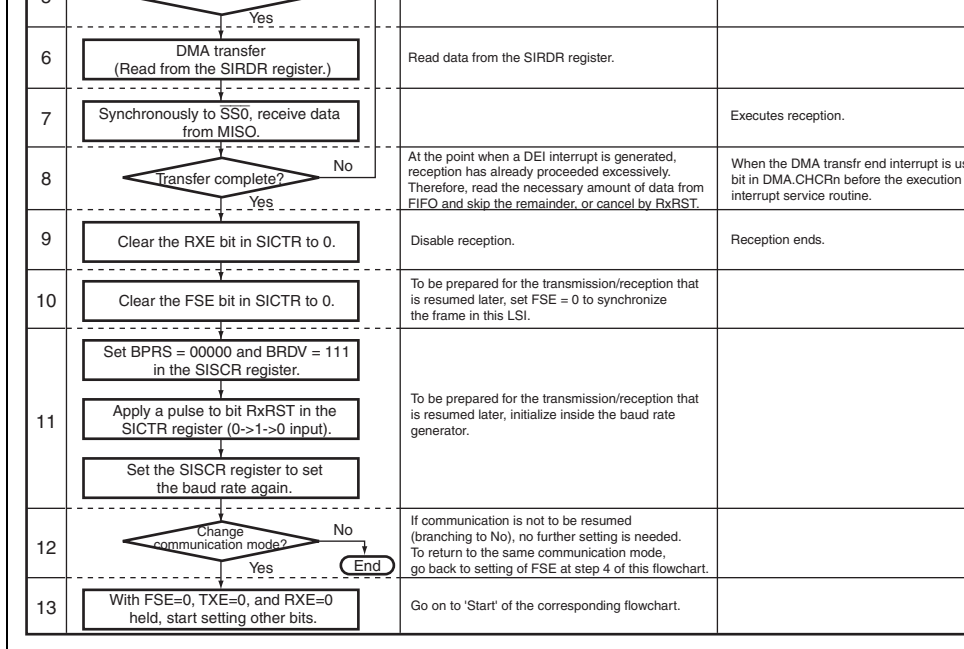 Yes
6
DMA transfer
(Read from the SIRDR register.)
Read data from the SIRDR register.
7
Synchronously to SS0, receive data
from MISO.
Executes reception.
8
Transfer complete?
No
Yes
At the point when a DEI interrupt is generated,
reception has already proceeded excessively.
Therefore, read the necessary amount of data from
FIFO and skip the remainder, or cancel by RxRST.
When the DMA transfr end interrupt is
bit in DMA.CHCRn before the execution
interrupt service routine.
9
Clear the RXE bit in SICTR to 0.
Disable reception.
Reception ends.
10
Clear the FSE bit in SICTR to 0.
To be prepared for the transmission/reception that
is resumed later, set FSE = 0 to synchronize
the frame in this LSI.
11
Set BPRS = 00000 and BRDV = 111
in the SISCR register.
Apply a pulse to bit RxRST in the
SICTR register (0->1->0 input).
Set the SISCR register to set
the baud rate again.
To be prepared for the transmission/reception that
is resumed later, initialize inside the baud rate
generator.
12
Change
communication mode?
No
Yes
End
If communication is not to be resumed
(branching to No), no further setting is needed.
To return to the same communication mode,
go back to setting of FSE at step 4 of this flowchart.
13
With FSE=0, TXE=0, and RXE=0
held, start setting other bits.
Go on to 'Start' of the corresponding flowchart.